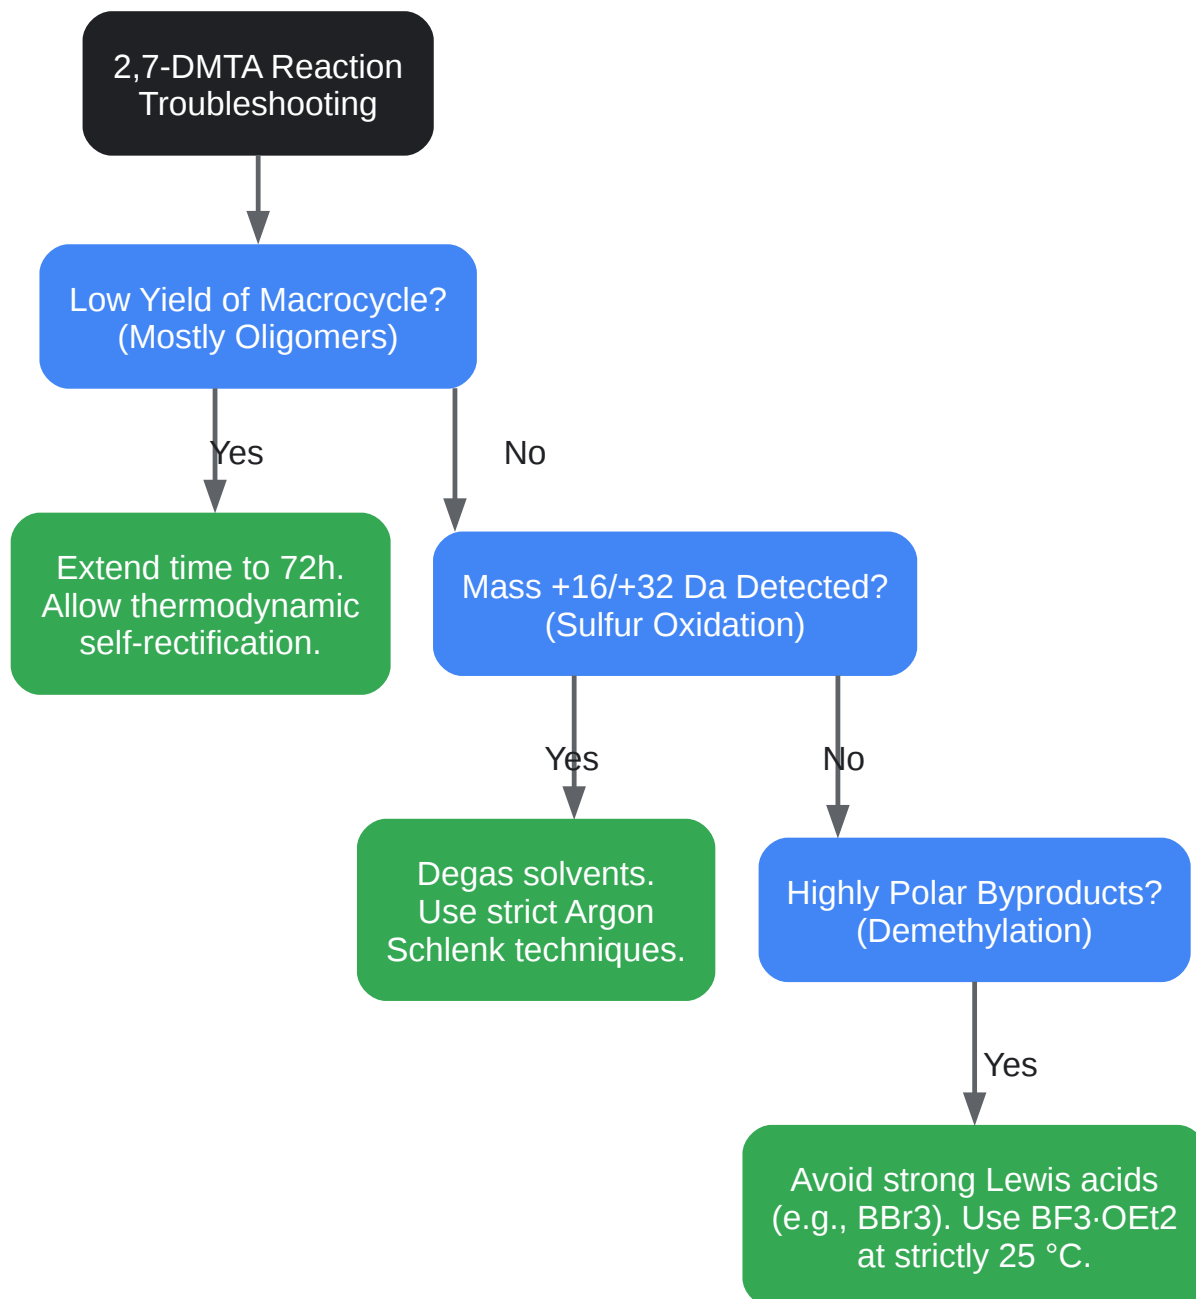 2,7-DMTA Reaction
Troubleshooting
Low Yield of Macrocycle?
(Mostly Oligomers)
Yes
No
Extend time to 72h.
Allow thermodynamic
self-rectification.
Mass +16/+32 Da Detected?
(Sulfur Oxidation)
Yes
No
Degas solvents.
Use strict Argon
Schlenk techniques.
Highly Polar Byproducts?
(Demethylation)
Yes
Avoid strong Lewis acids
(e.g., BBr3). Use BF3·OEt2
at strictly 25 °C.